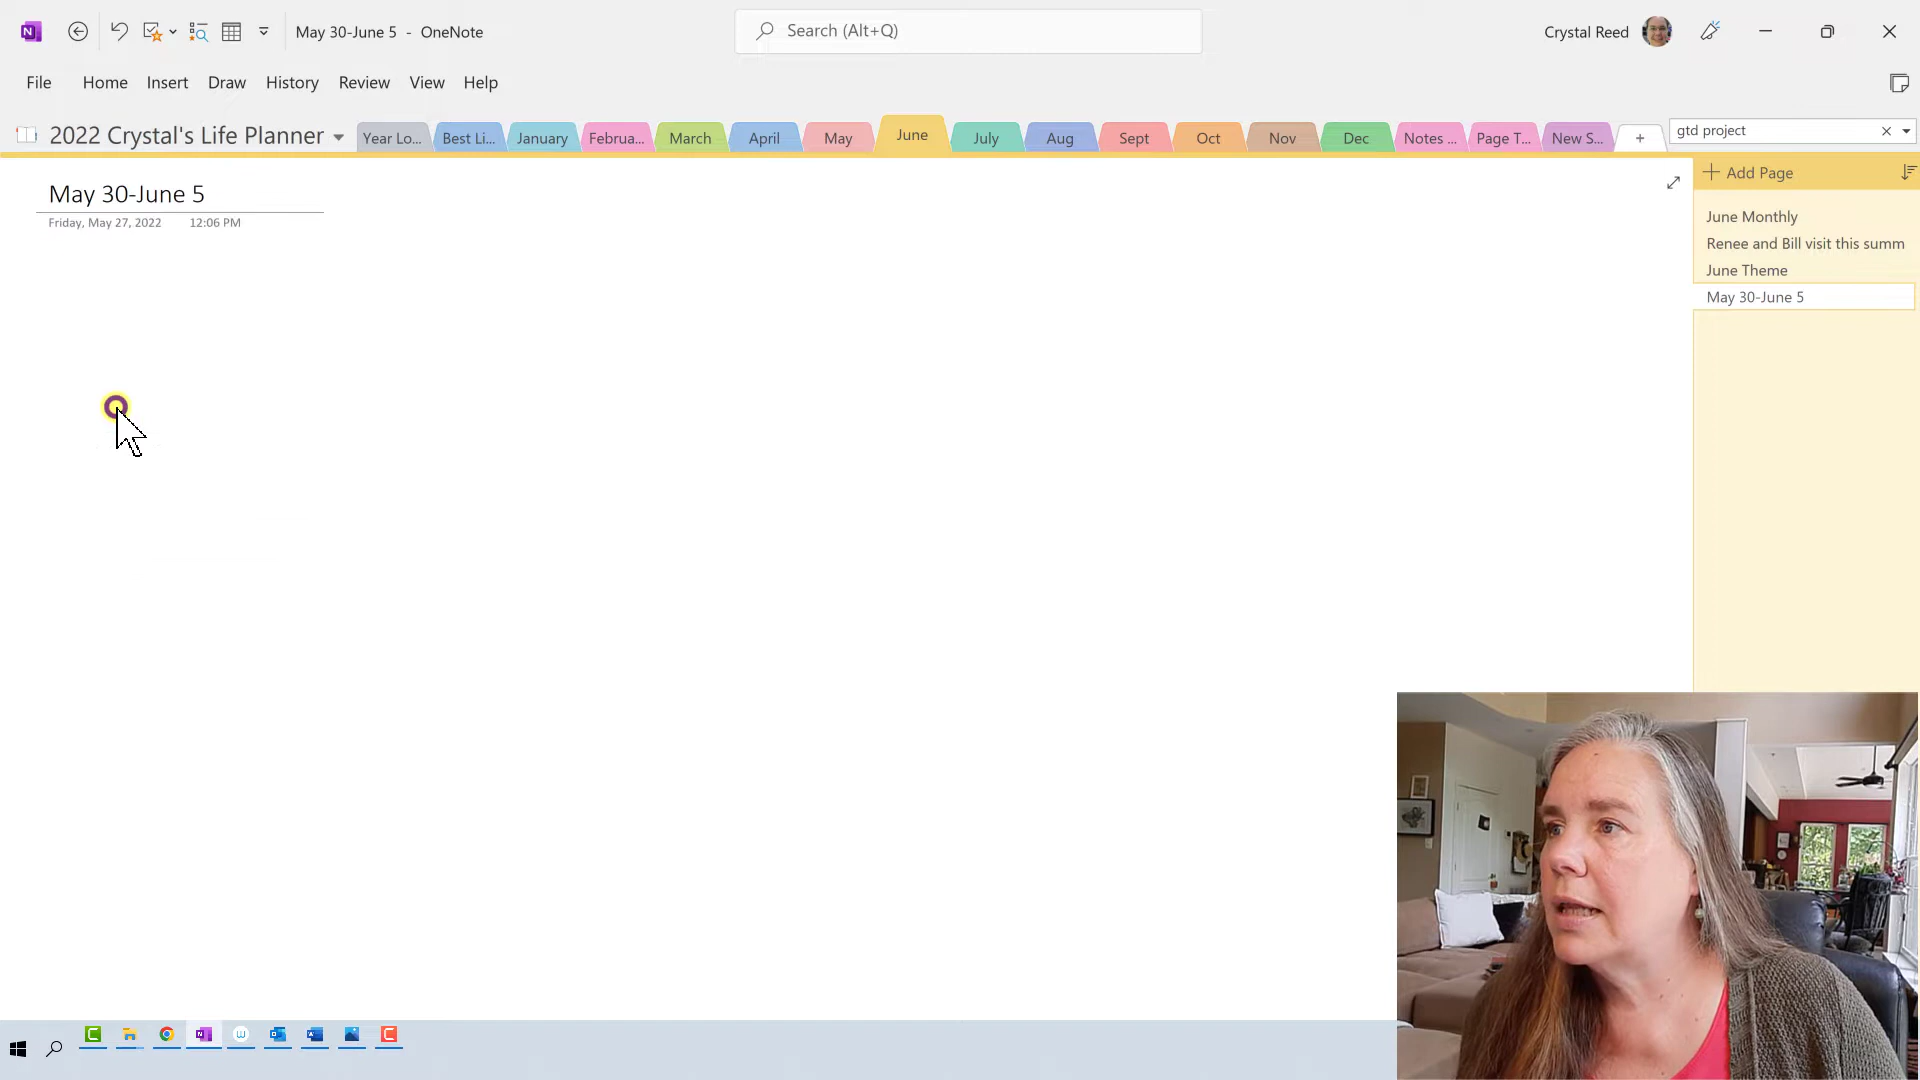 May 30-June 5 - OneNote
Search (Alt+Q)
Crystal Reed
File Home Insert Draw History Review View Help
2022 Crystal's Life Planner
Year Lo... Best Li... January Februa... March April May June July Aug Sept Oct Nov Dec Notes ... Page T... New S... +
gtd project
May 30-June 5
Friday, May 27, 2022 12:06 PM
Add Page
June Monthly
Renee and Bill visit this summ
June Theme
May 30-June 5